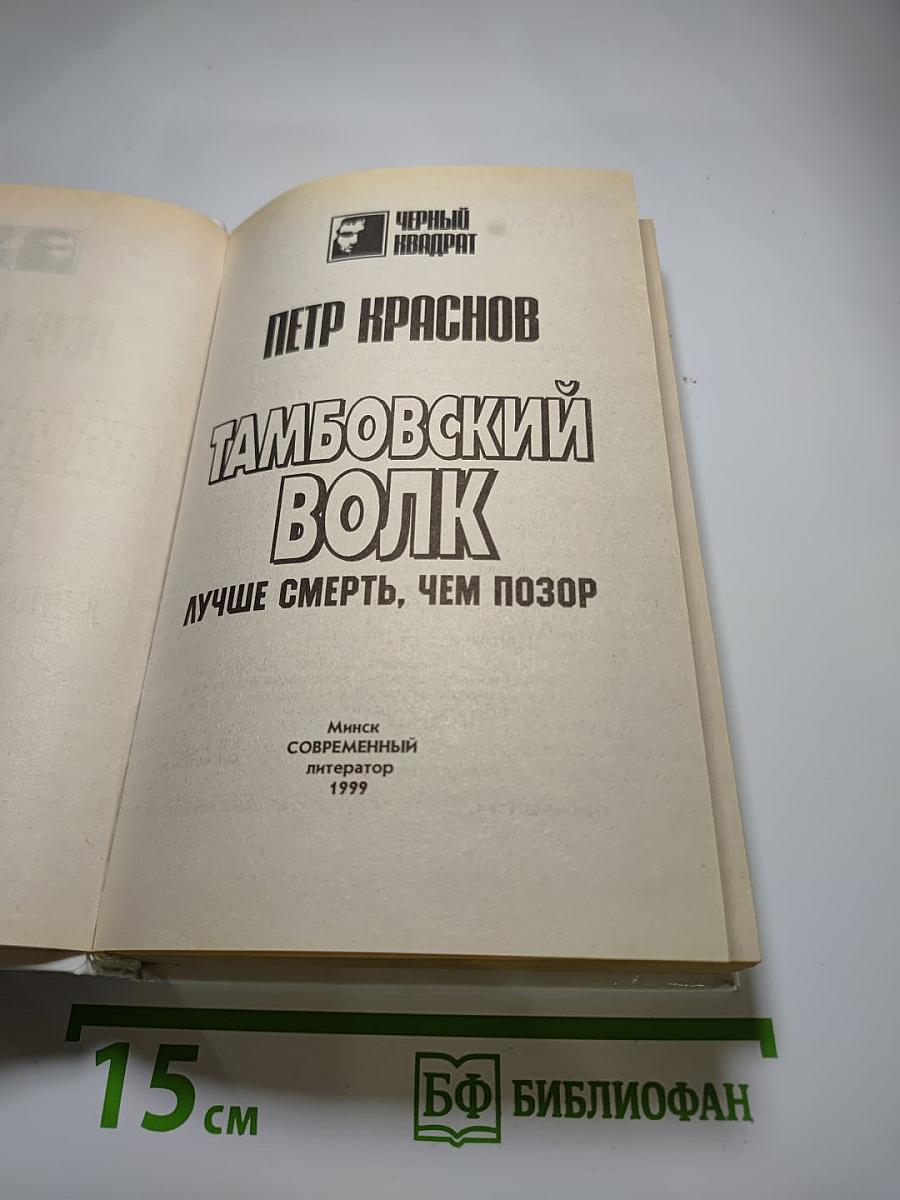 ЧЕРНЫЙ
КВАДРАТ
ПЕТР КРАСНОВ
ТАМБОВСКИЙ
ВОЛК
ЛУЧШЕ СМЕРТЬ, ЧЕМ ПОЗОР
Минск
СОВРЕМЕННЫЙ
литератор
1999
15 см
БФ БИБЛИОФАН